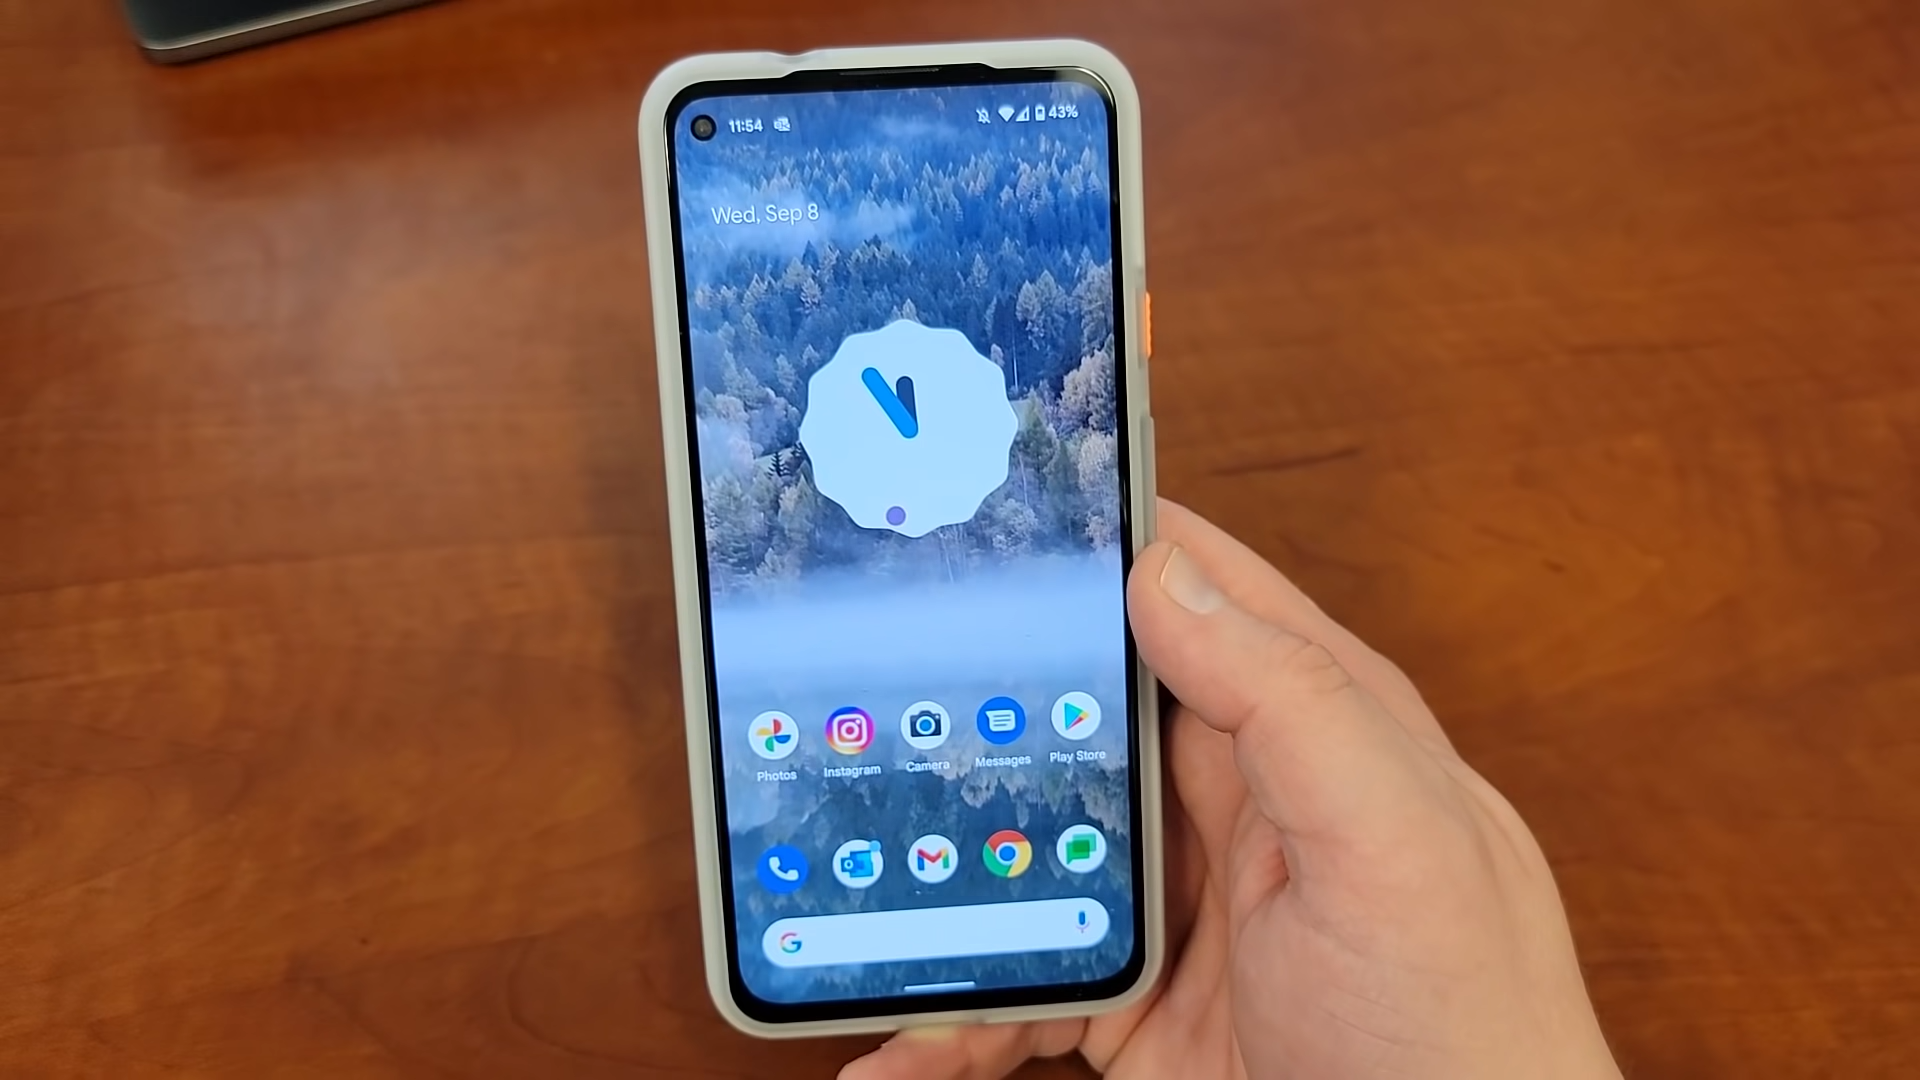 11:54
43%
Wed, Sep 8
Photos
Instagram
Camera
Messages
Play Store